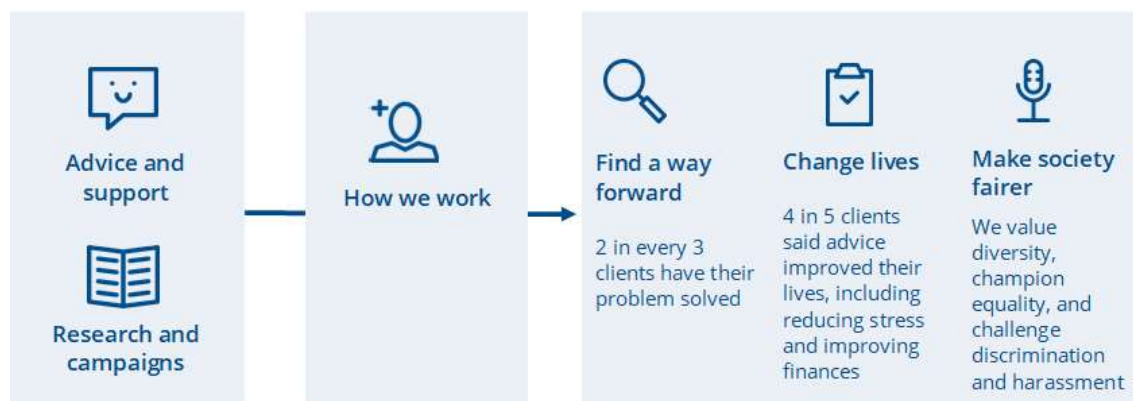 Advice and
support
Research and
campaigns
How we work
Find a way
forward
2 in every 3
clients have their
problem solved
Change lives
4 in 5 clients
said advice
improved their
lives, including
reducing stress
and improving
finances
Make society
fairer
We value
diversity,
champion
equality, and
challenge
discrimination
and harassment